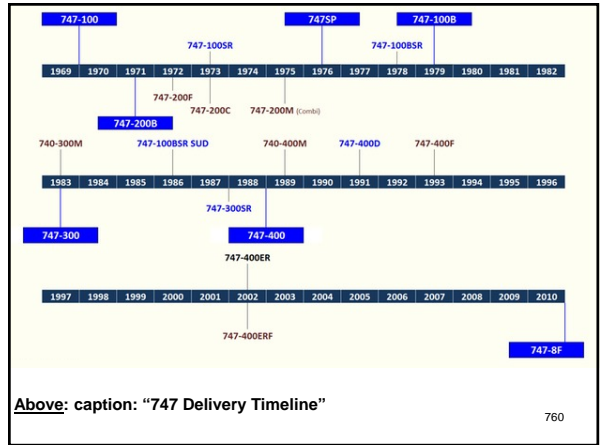 747-100 747SP 747-100B
747-100SR 747-100BSR
1969 1970 1971 1972 1973 1974 1975 1976 1977 1978 1979 1980 1981 1982
747-200F
747-200C 747-200M (Combi)
747-200B
740-300M 747-100BSR SUD 740-400M 747-400D 747-400F
1983 1984 1985 1986 1987 1988 1989 1990 1991 1992 1993 1994 1995 1996
747-300SR
747-300 747-400
747-400ER
1997 1998 1999 2000 2001 2002 2003 2004 2005 2006 2007 2008 2009 2010
747-400ERF
747-8F
Above: caption: “747 Delivery Timeline”
760